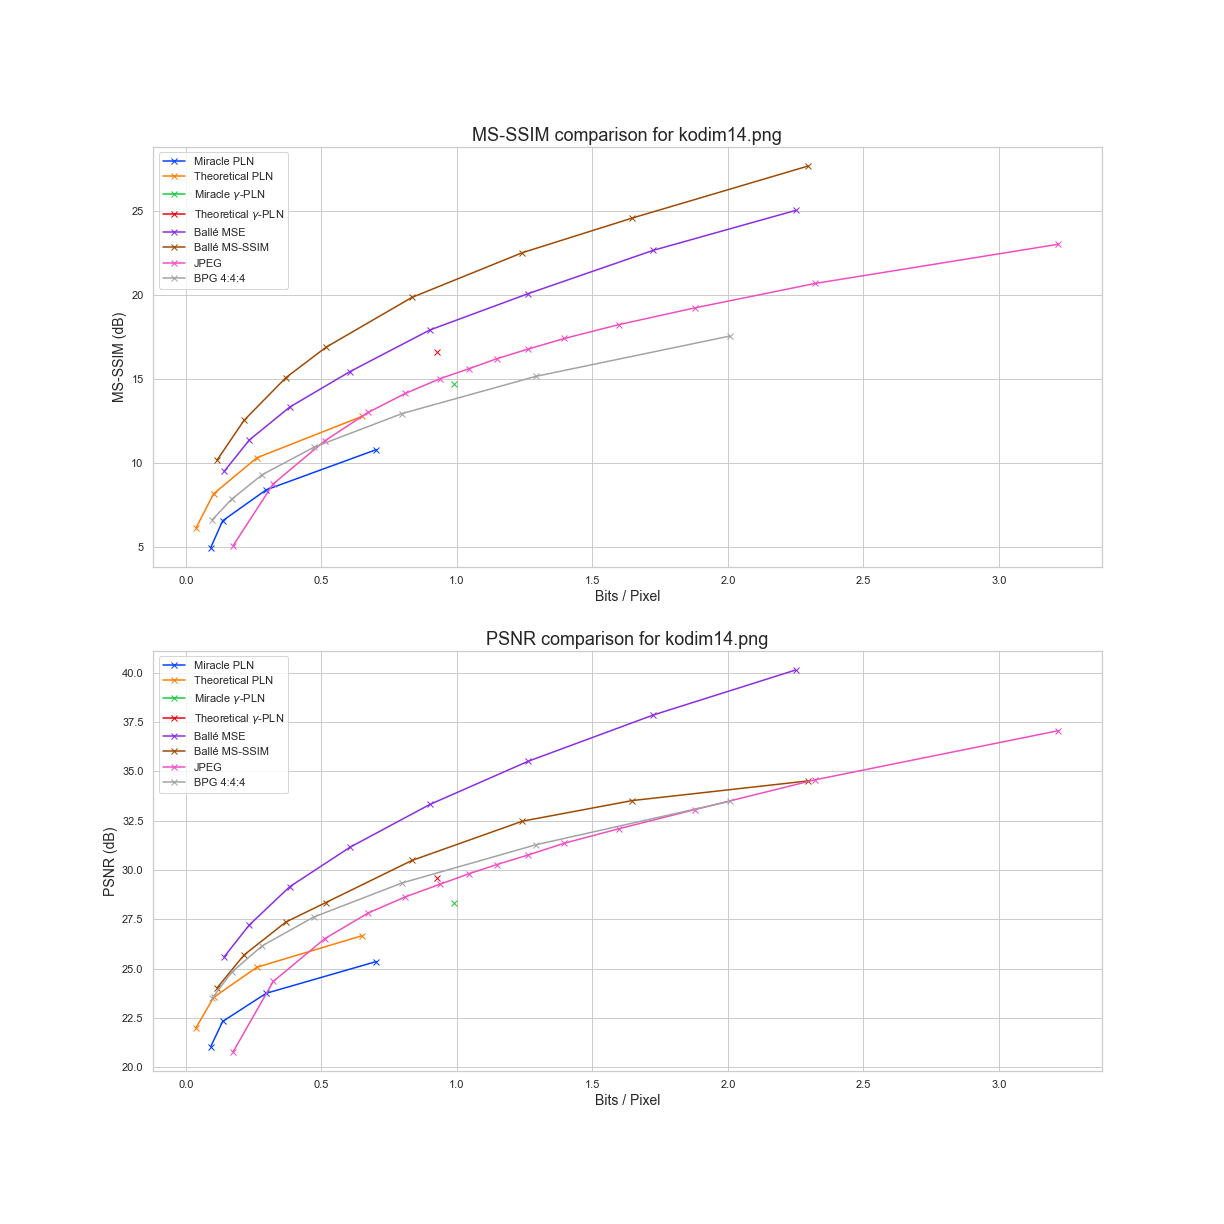 MS-SSIM comparison for kodim14.png
Miracle PLN
Theoretical PLN
Miracle γ-PLN
Theoretical γ-PLN
Ballé MSE
Ballé MS-SSIM
JPEG
BPG 4:4:4
MS-SSIM (dB)
25
20
15
10
5
0.0 0.5 1.0 1.5 2.0 2.5 3.0
Bits / Pixel
PSNR comparison for kodim14.png
Miracle PLN
Theoretical PLN
Miracle γ-PLN
Theoretical γ-PLN
Ballé MSE
Ballé MS-SSIM
JPEG
BPG 4:4:4
PSNR (dB)
40.0
37.5
35.0
32.5
30.0
27.5
25.0
22.5
20.0
0.0 0.5 1.0 1.5 2.0 2.5 3.0
Bits / Pixel